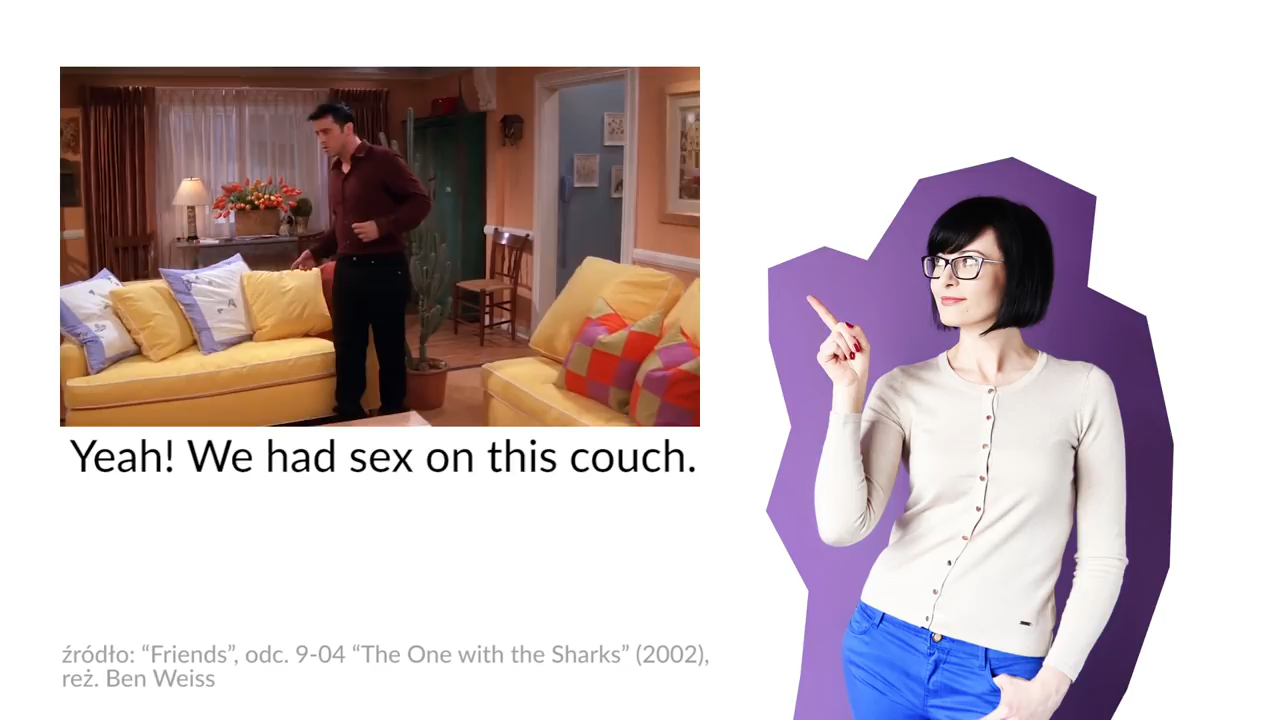 Yeah! We had sex on this couch.
źródło: “Friends”, odc. 9-04 “The One with the Sharks” (2002),
reż. Ben Weiss